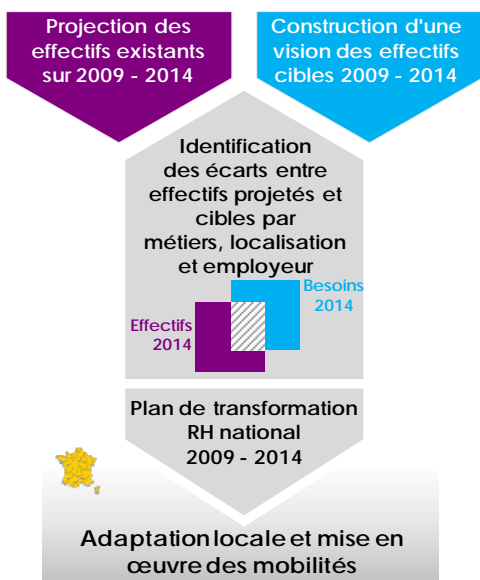 Projection des
effectifs existants
sur 2009 - 2014
Construction d'une
vision des effectifs
cibles 2009 - 2014
Identification
des écarts entre
effectifs projetés et
cibles par
métiers, localisation
et employeur
Besoins
2014
Effectifs
2014
Plan de transformation
RH national
2009 - 2014
Adaptation locale et mise en
œuvre des mobilités